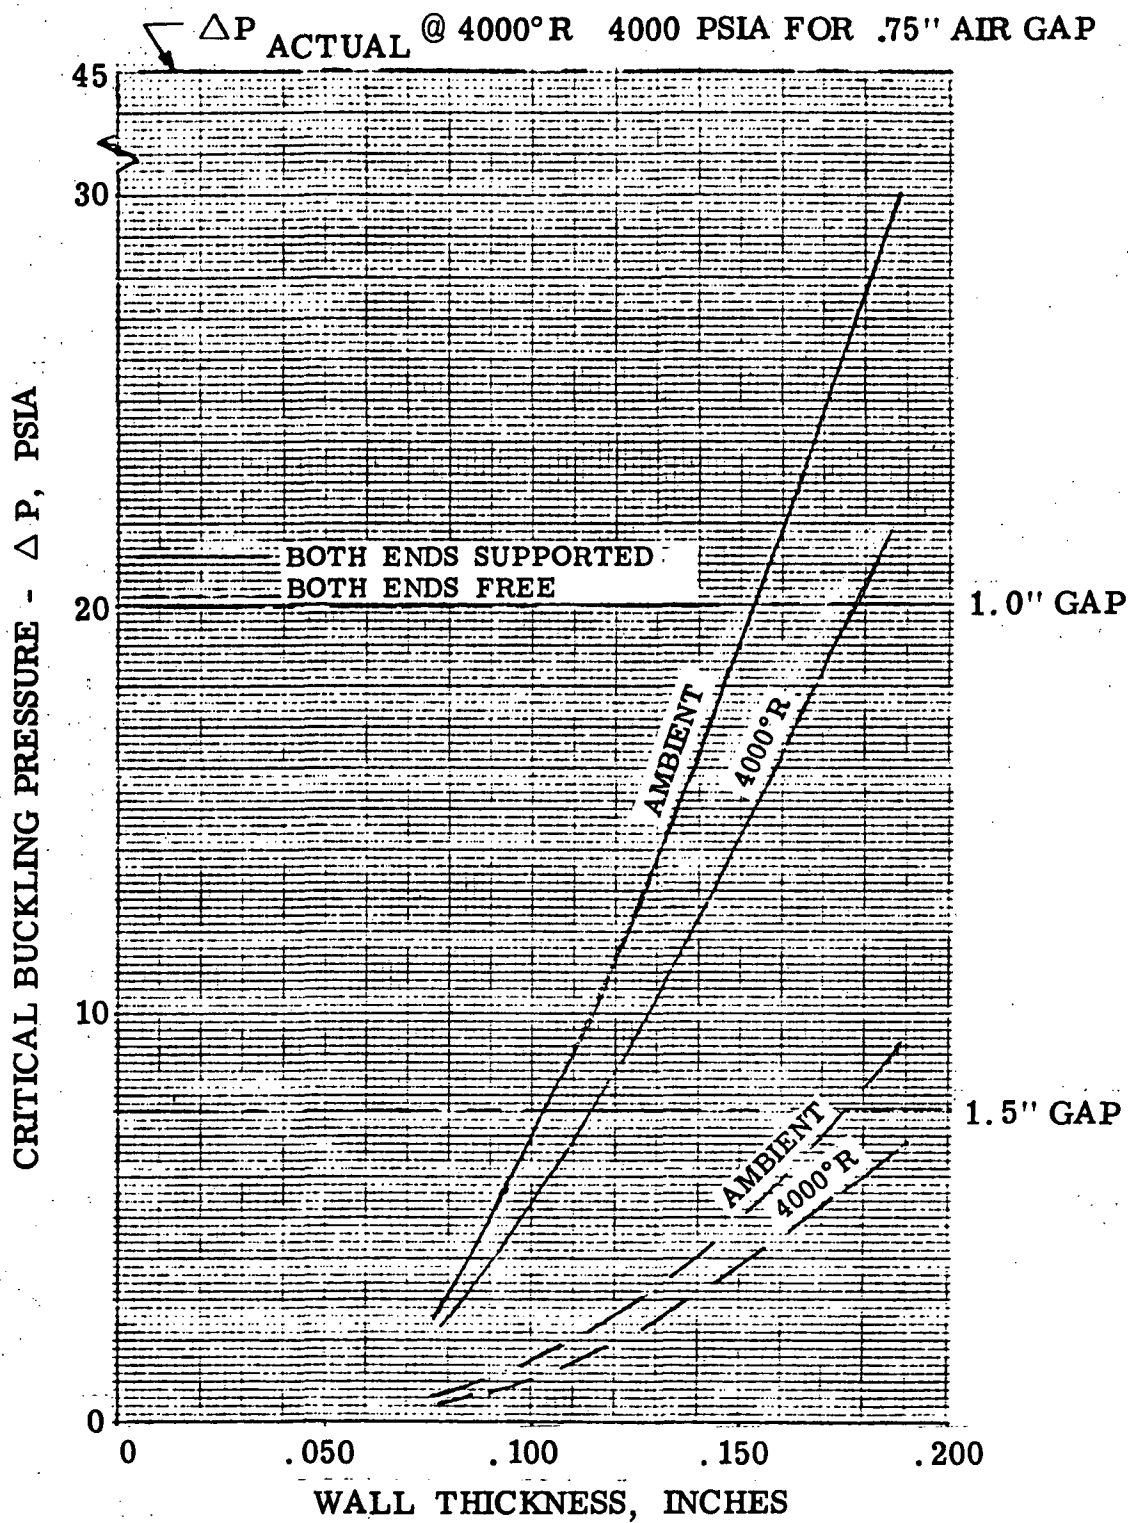 ΔP ACTUAL @ 4000°R 4000 PSIA FOR .75" AIR GAP
45
30
20
10
0
CRITICAL BUCKLING PRESSURE - Δ P, PSIA
BOTH ENDS SUPPORTED
BOTH ENDS FREE
1.0" GAP
AMBIENT
4000°R
1.5" GAP
AMBIENT
4000°R
0 .050 .100 .150 .200
WALL THICKNESS, INCHES